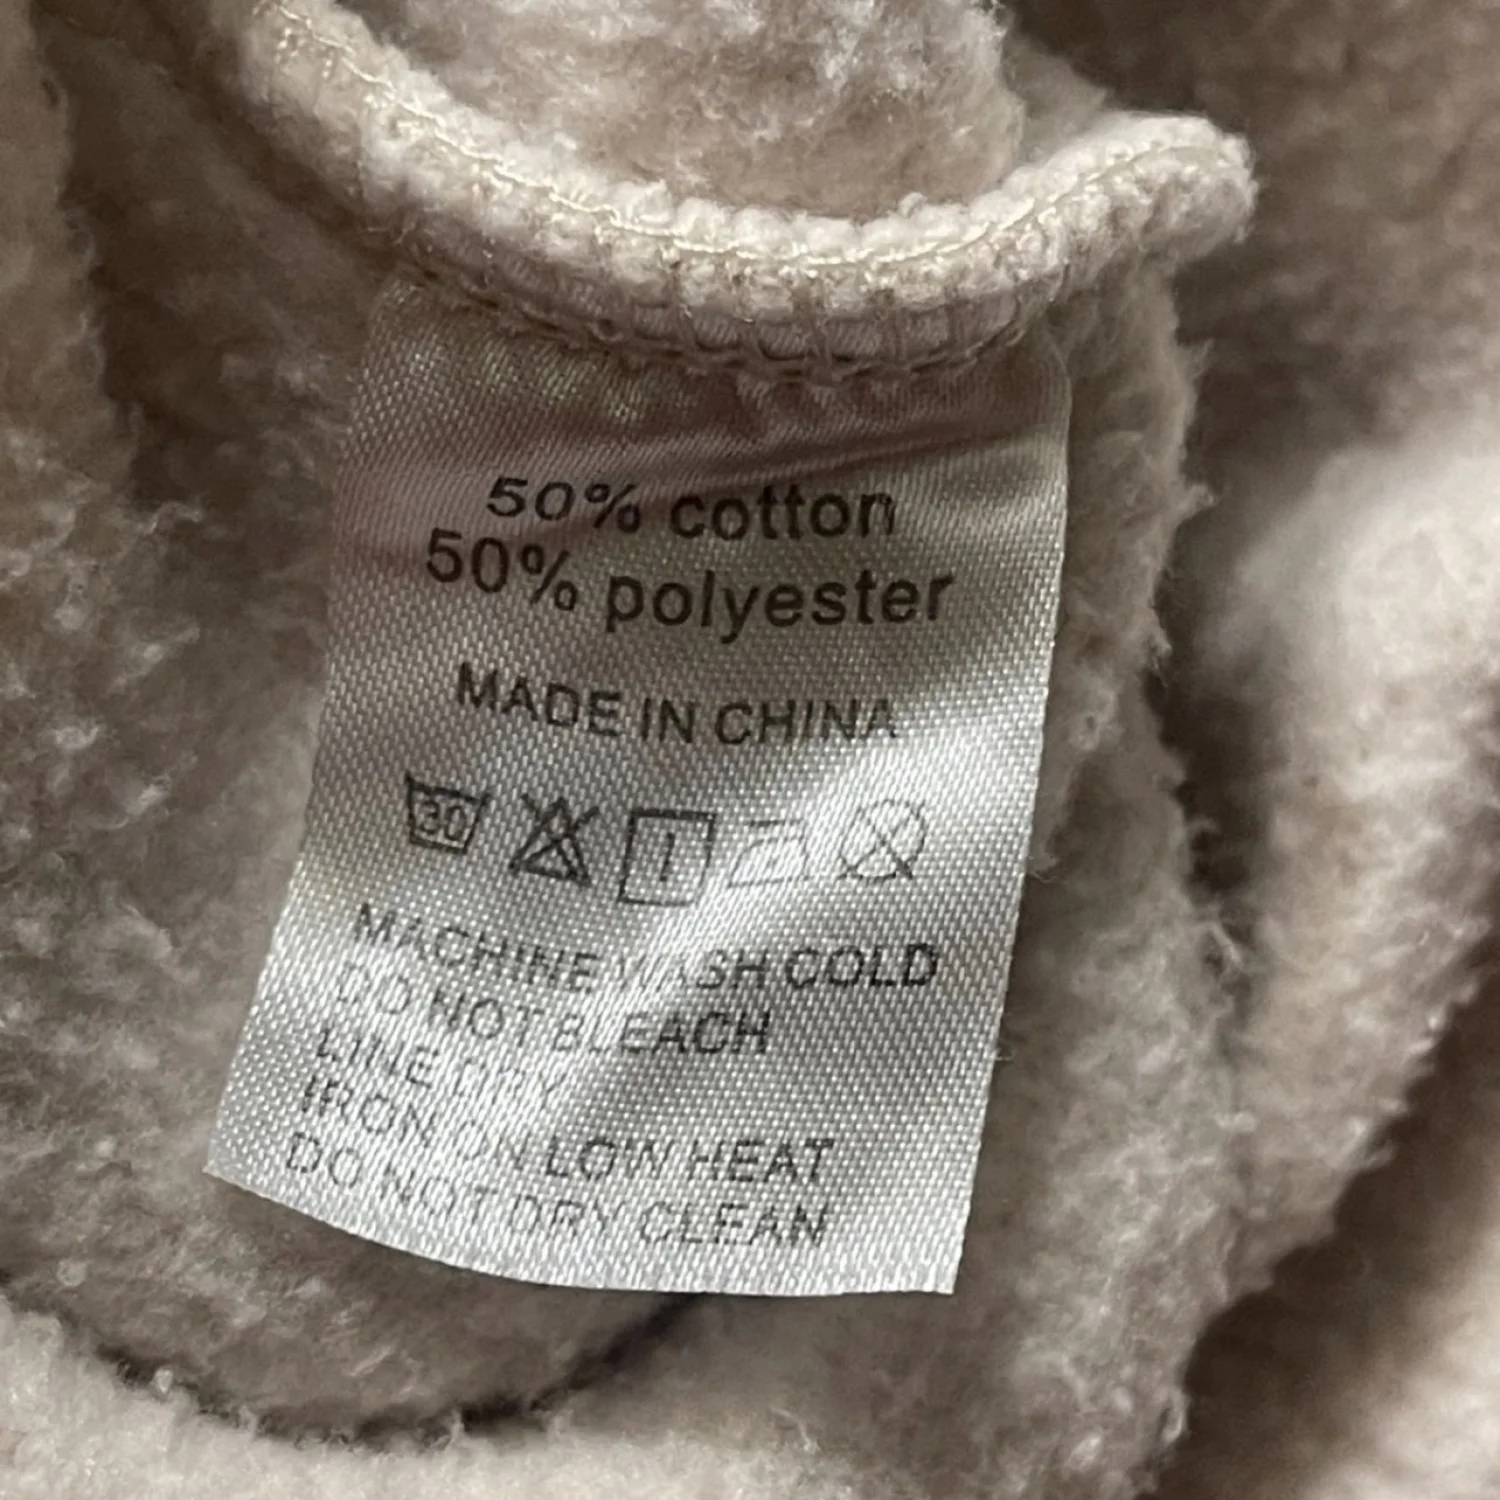 50% cotton
50% polyester
MADE IN CHINA
30
MACHINE WASH COLD
DO NOT BLEACH
LINE DRY
IRON ON LOW HEAT
DO NOT DRY CLEAN